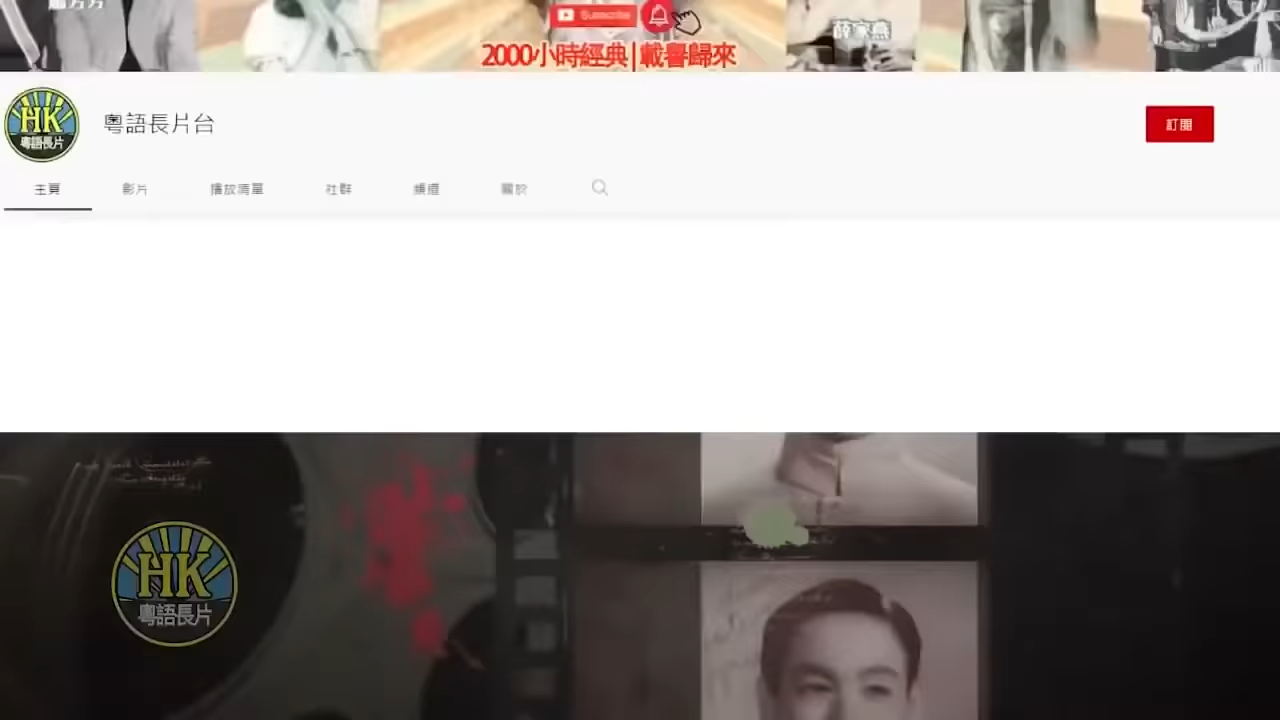 芳芳
Subscribe
薛家燕
2000小時經典|載譽歸來
HK
粵語長片
粵語長片台
訂閱
主頁
影片
播放清單
社群
頻道
關於
HK
粵語長片